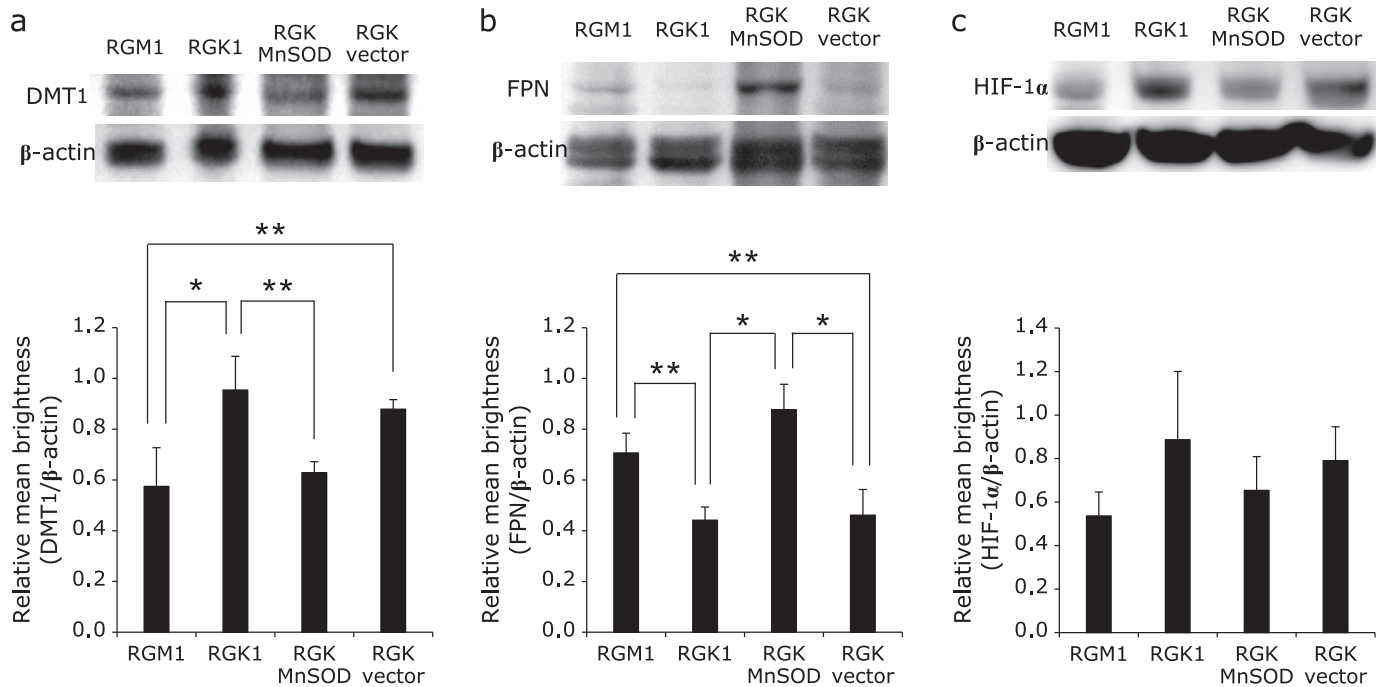 a
RGM1 RGK1 RGK MnSOD RGK vector
DMT1
β-actin
**
* **
Relative mean brightness
(DMT1/β-actin)
1.2
1.0
0.8
0.6
0.4
0.2
0.0
RGM1 RGK1 RGK MnSOD RGK vector
b
RGM1 RGK1 RGK MnSOD RGK vector
FPN
β-actin
**
* *
**
Relative mean brightness
(FPN/β-actin)
1.2
1.0
0.8
0.6
0.4
0.2
0.0
RGM1 RGK1 RGK MnSOD RGK vector
c
RGM1 RGK1 RGK MnSOD RGK vector
HIF-1α
β-actin
Relative mean brightness
(HIF-1α/β-actin)
1.4
1.2
1.0
0.8
0.6
0.4
0.2
0.0
RGM1 RGK1 RGK MnSOD RGK vector